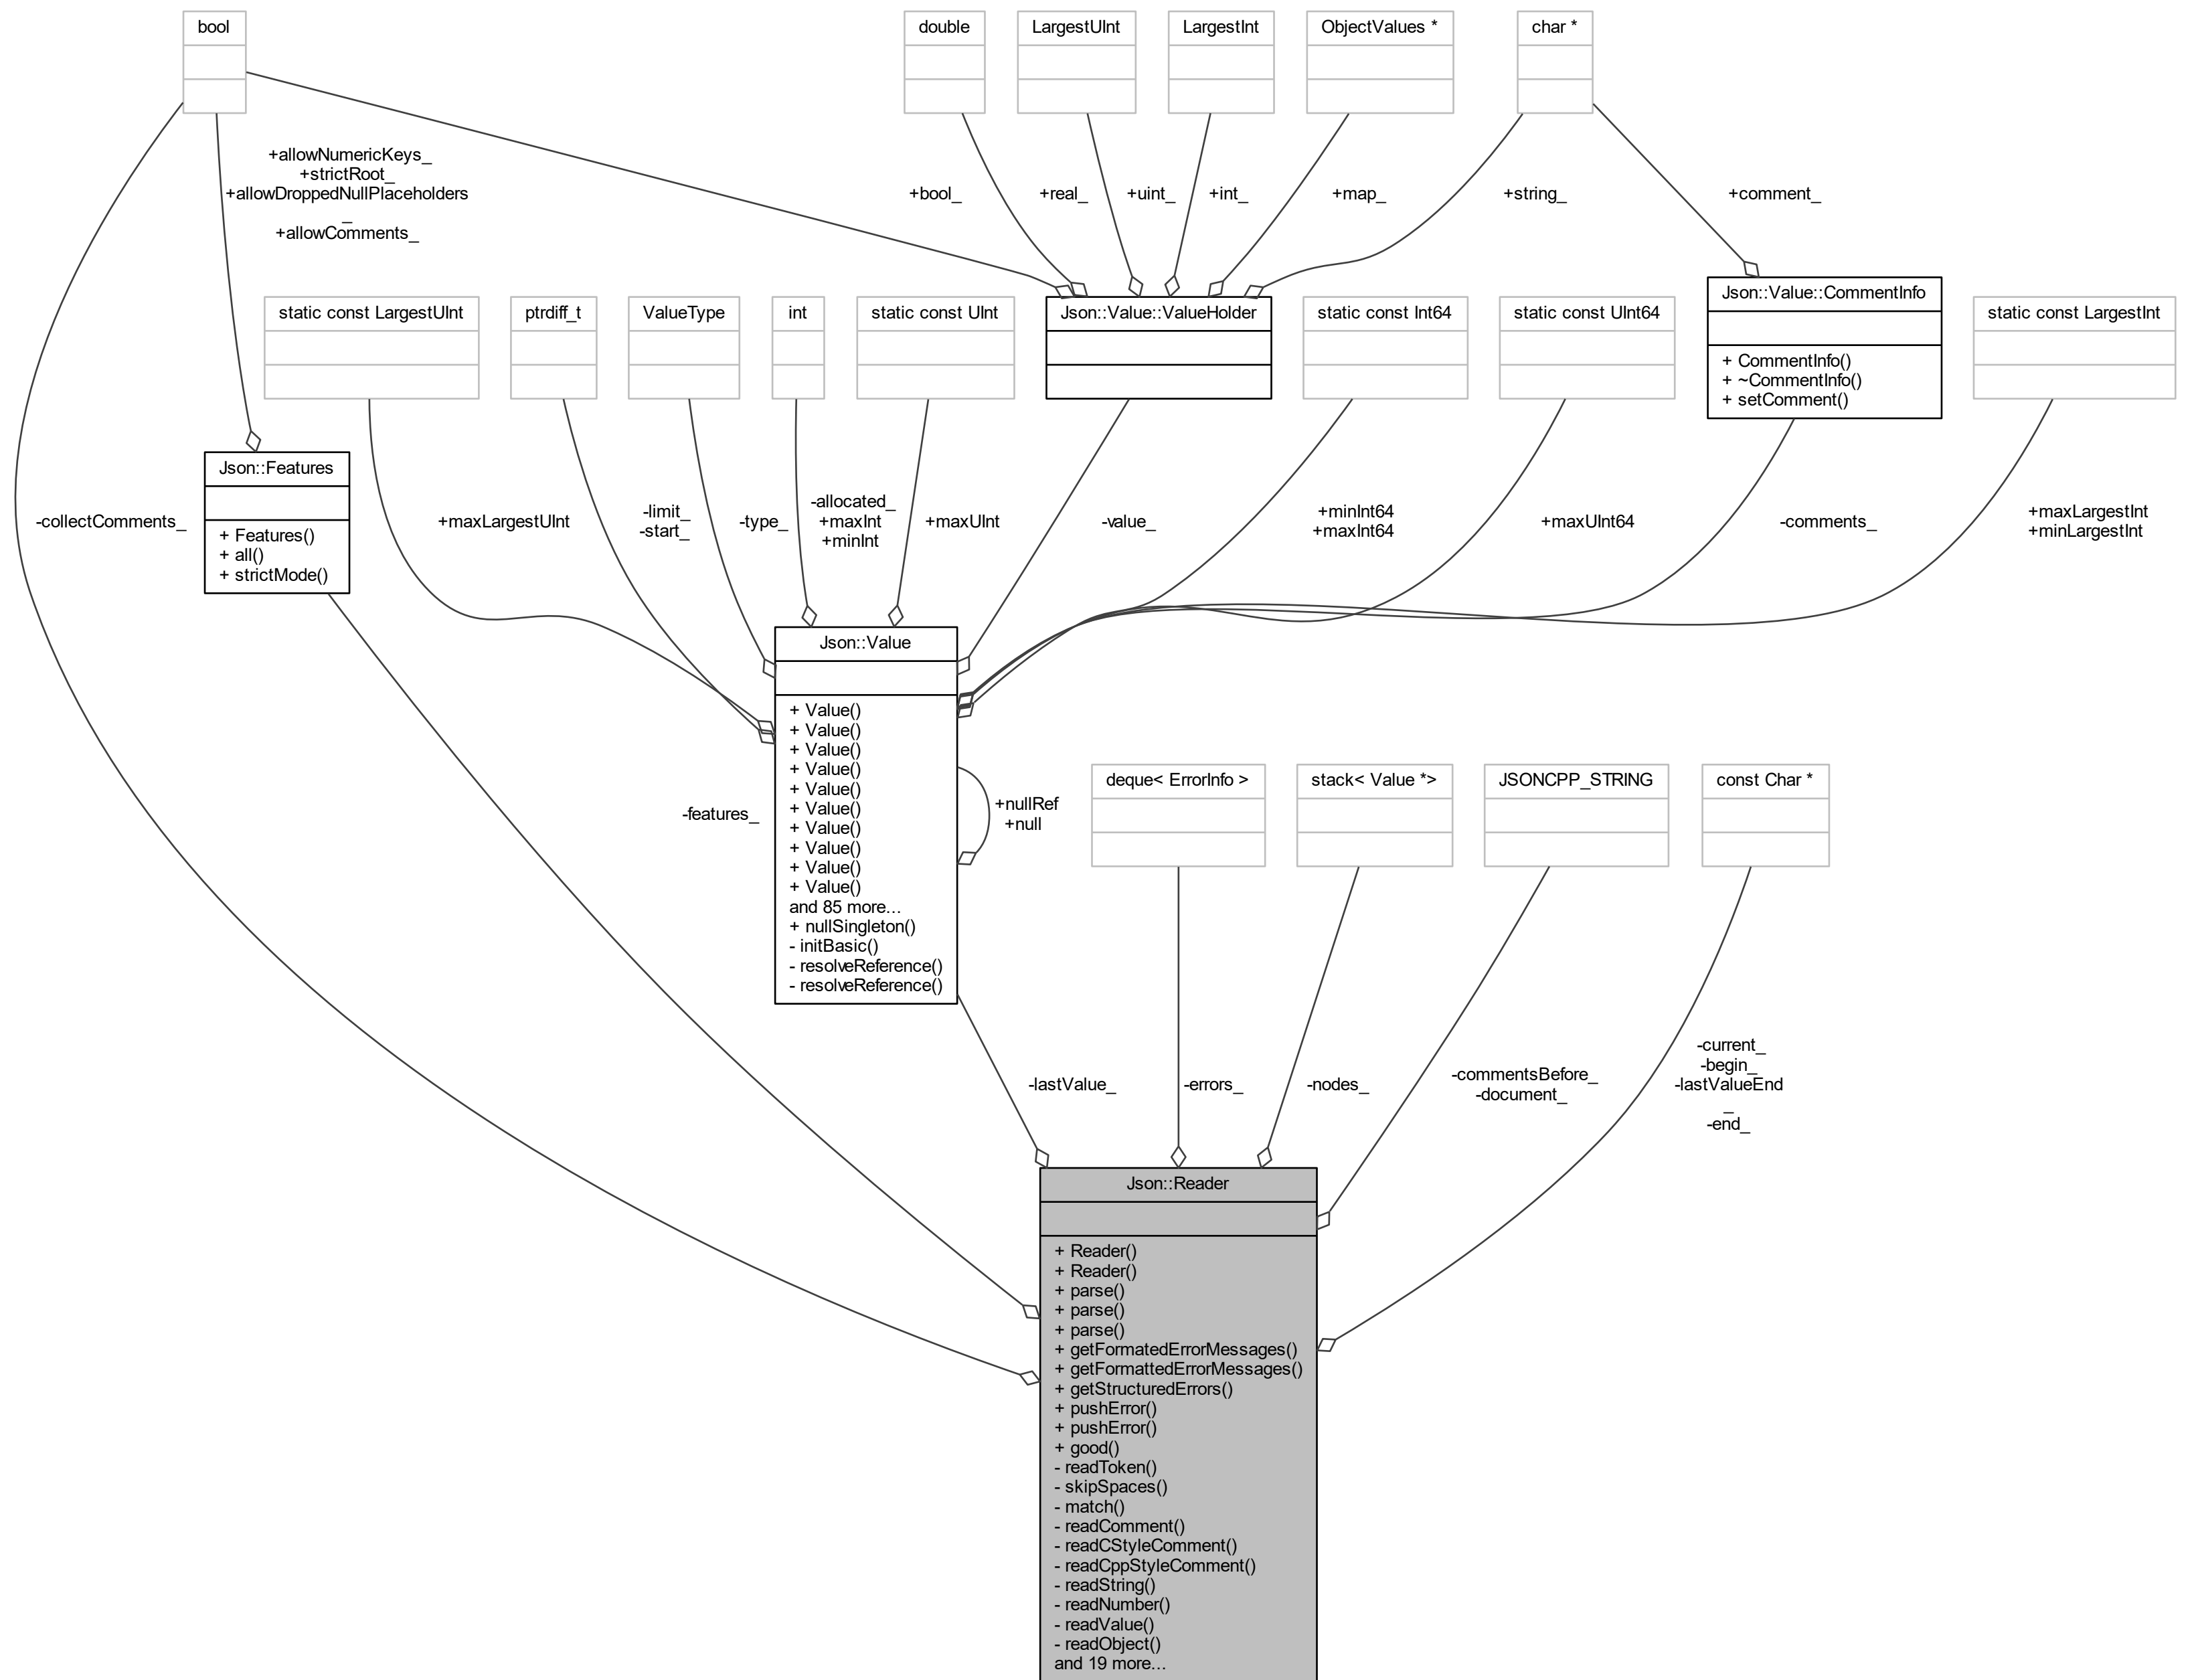 bool
double
LargestUInt
LargestInt
ObjectValues *
char *
+allowNumericKeys_
+strictRoot_
+allowDroppedNullPlaceholders
_
+allowComments_
+bool_
+real_
+uint_
+int_
+map_
+string_
+comment_
static const LargestUInt
ptrdiff_t
ValueType
int
static const UInt
Json::Value::ValueHolder
static const Int64
static const UInt64
Json::Value::CommentInfo
+ CommentInfo()
+ ~CommentInfo()
+ setComment()
static const LargestInt
Json::Features
+ Features()
+ all()
+ strictMode()
-collectComments_
+maxLargestUInt
-limit_
-start_
-type_
-allocated_
+maxInt
+minInt
+maxUInt
-value_
+minInt64
+maxInt64
+maxUInt64
-comments_
+maxLargestInt
+minLargestInt
Json::Value
+ Value()
+ Value()
+ Value()
+ Value()
+ Value()
+ Value()
+ Value()
+ Value()
+ Value()
+ Value()
and 85 more...
+ nullSingleton()
- initBasic()
- resolveReference()
- resolveReference()
-features_
+nullRef
+null
deque< ErrorInfo >
stack< Value *>
JSONCPP_STRING
const Char *
-lastValue_
-errors_
-nodes_
-commentsBefore_
-document_
-current_
-begin_
-lastValueEnd
_
-end_
Json::Reader
+ Reader()
+ Reader()
+ parse()
+ parse()
+ parse()
+ getFormatedErrorMessages()
+ getFormattedErrorMessages()
+ getStructuredErrors()
+ pushError()
+ pushError()
+ good()
- readToken()
- skipSpaces()
- match()
- readComment()
- readCStyleComment()
- readCppStyleComment()
- readString()
- readNumber()
- readValue()
- readObject()
and 19 more...